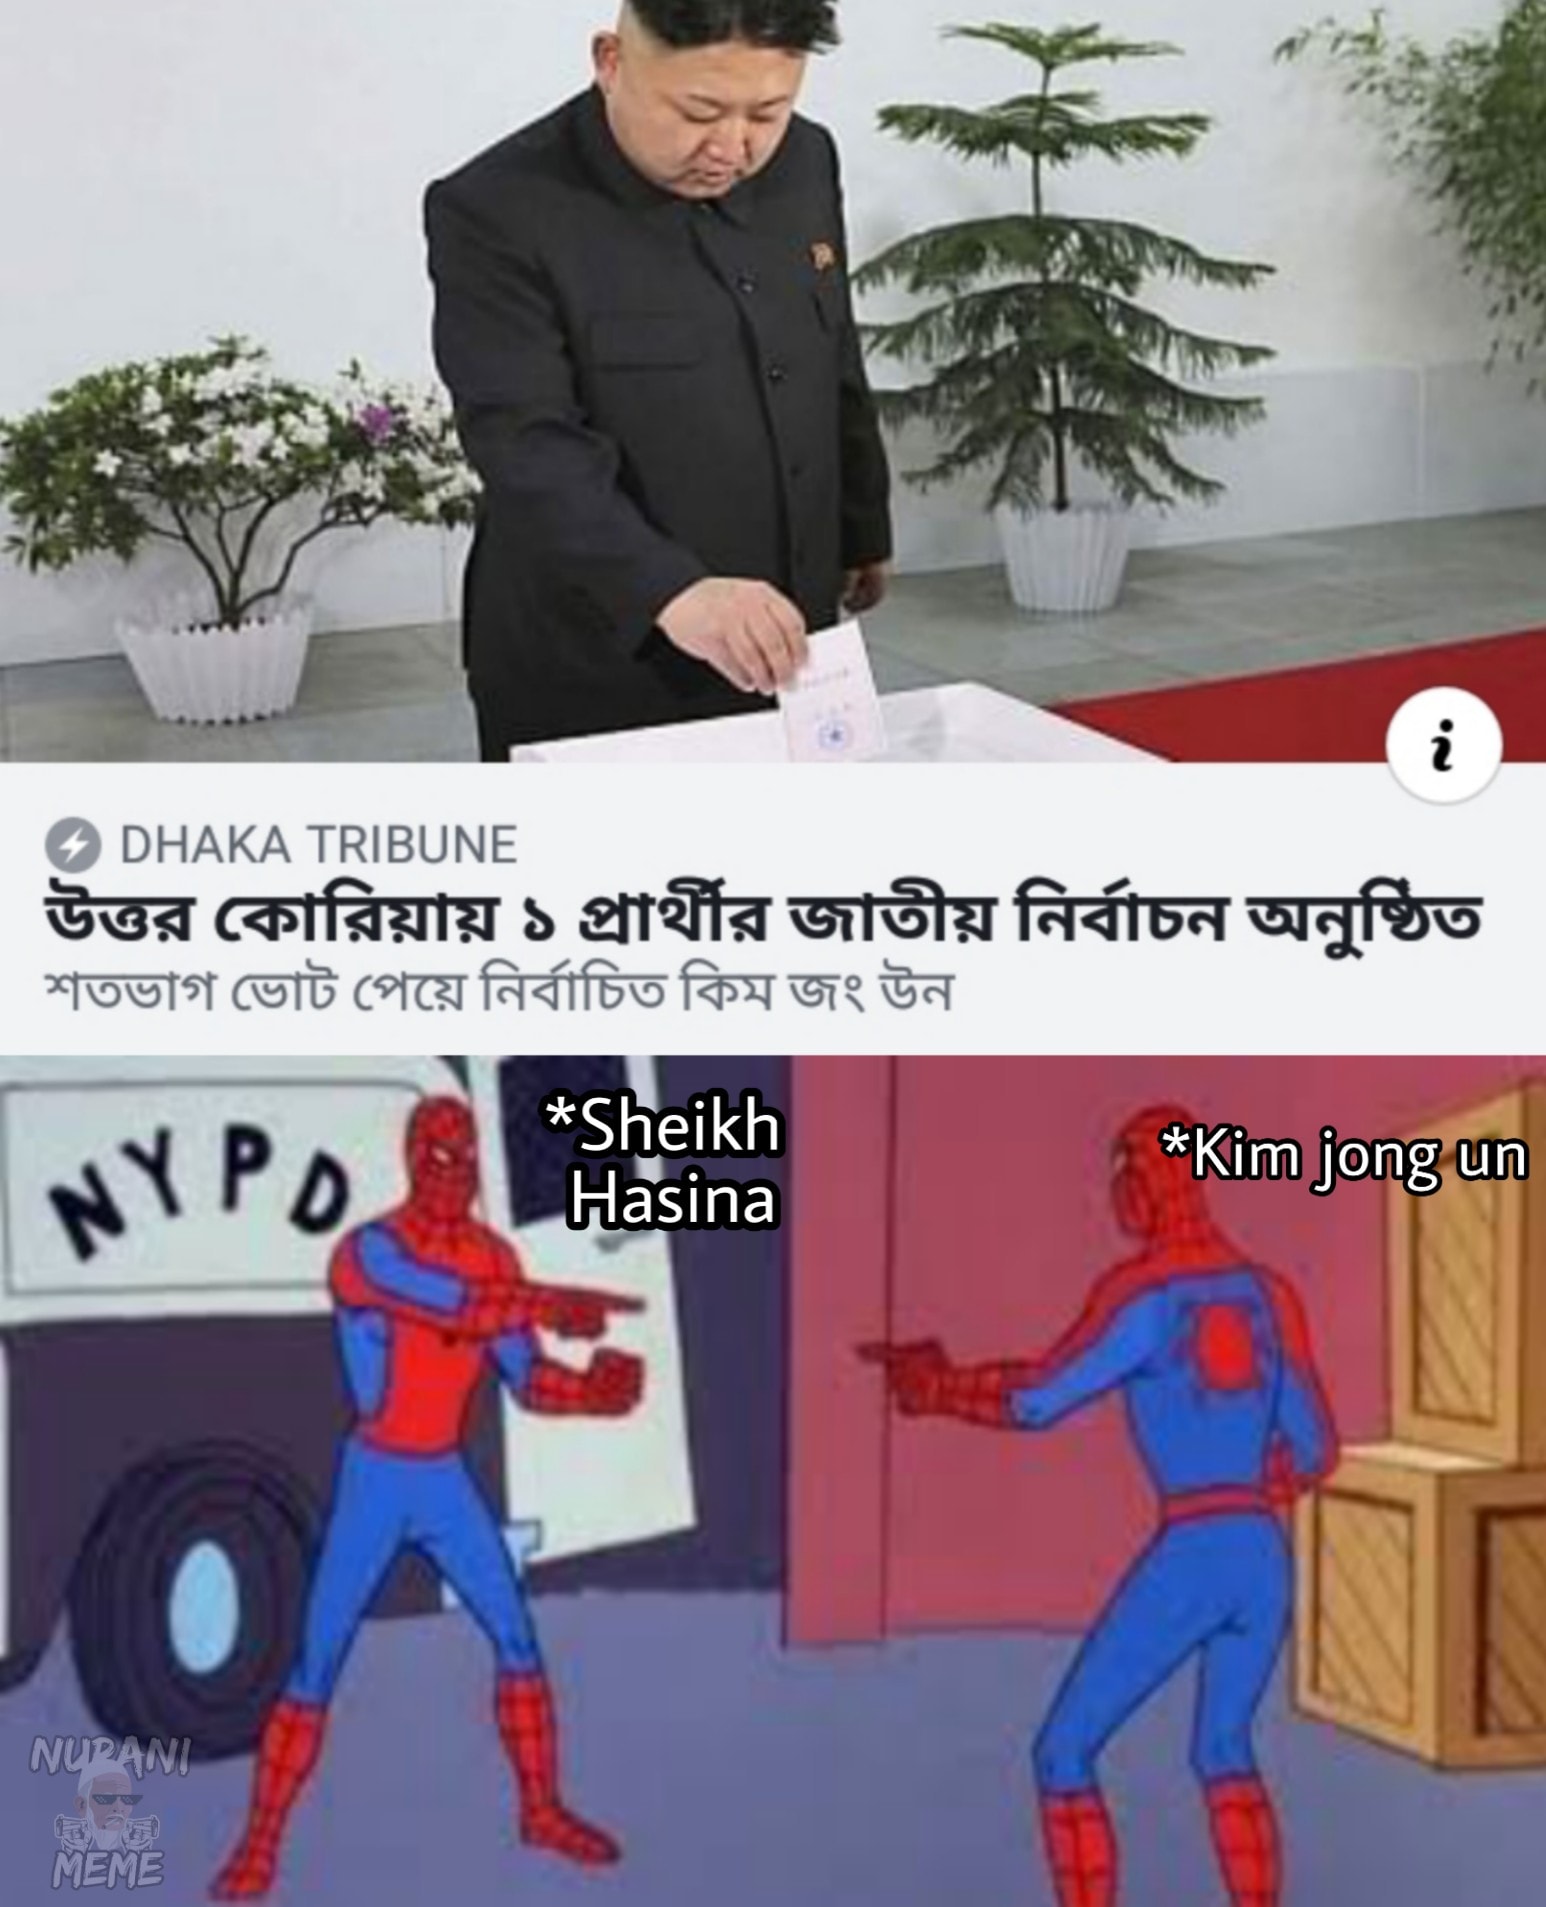 i
DHAKA TRIBUNE
উত্তর কোরিয়ায় ১ প্রার্থীর জাতীয় নির্বাচন অনুষ্ঠিত
শতভাগ ভোট পেয়ে নির্বাচিত কিম জং উন
*Sheikh
Hasina
*Kim jong un
NYPD
NURANI
MEME